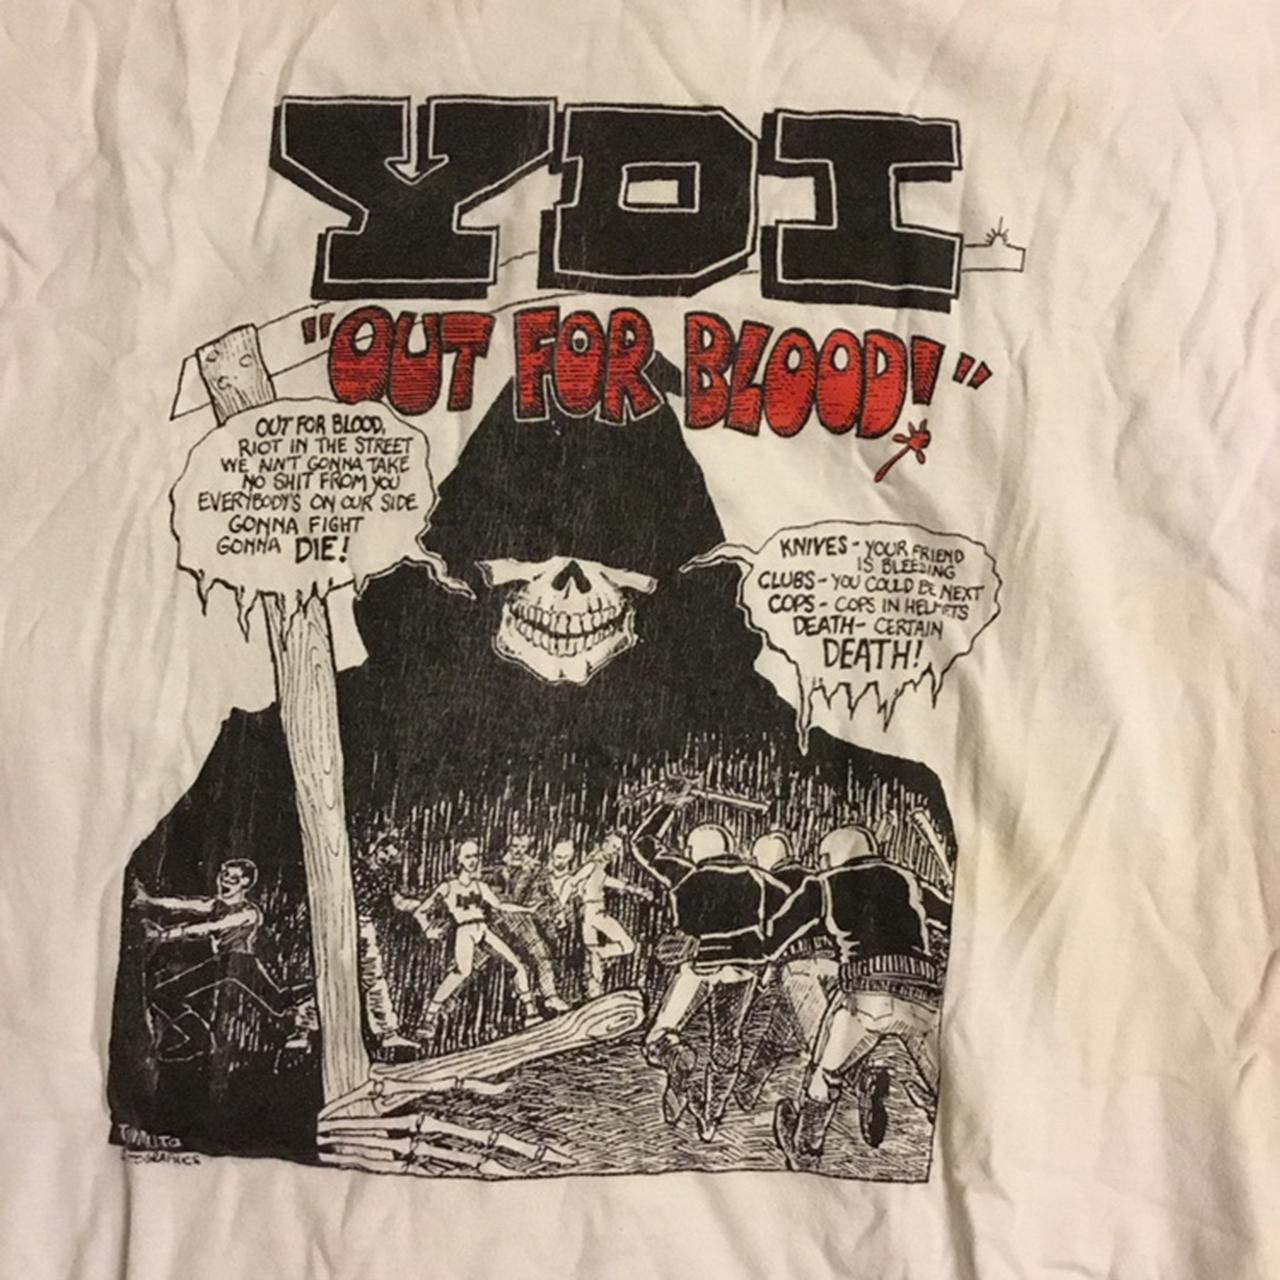 YDI
"OUT FOR BLOOD!"
OUT FOR BLOOD,
RIOT IN THE STREET
WE AIN'T GONNA TAKE
NO SHIT FROM YOU
EVERYBODY'S ON OUR SIDE
GONNA FIGHT
GONNA DIE!
KNIVES - YOUR FRIEND
IS BLEEDING
CLUBS - YOU COULD BE NEXT
COPS - COPS IN HELMETS
DEATH - CERTAIN
DEATH!
GRAPHICS